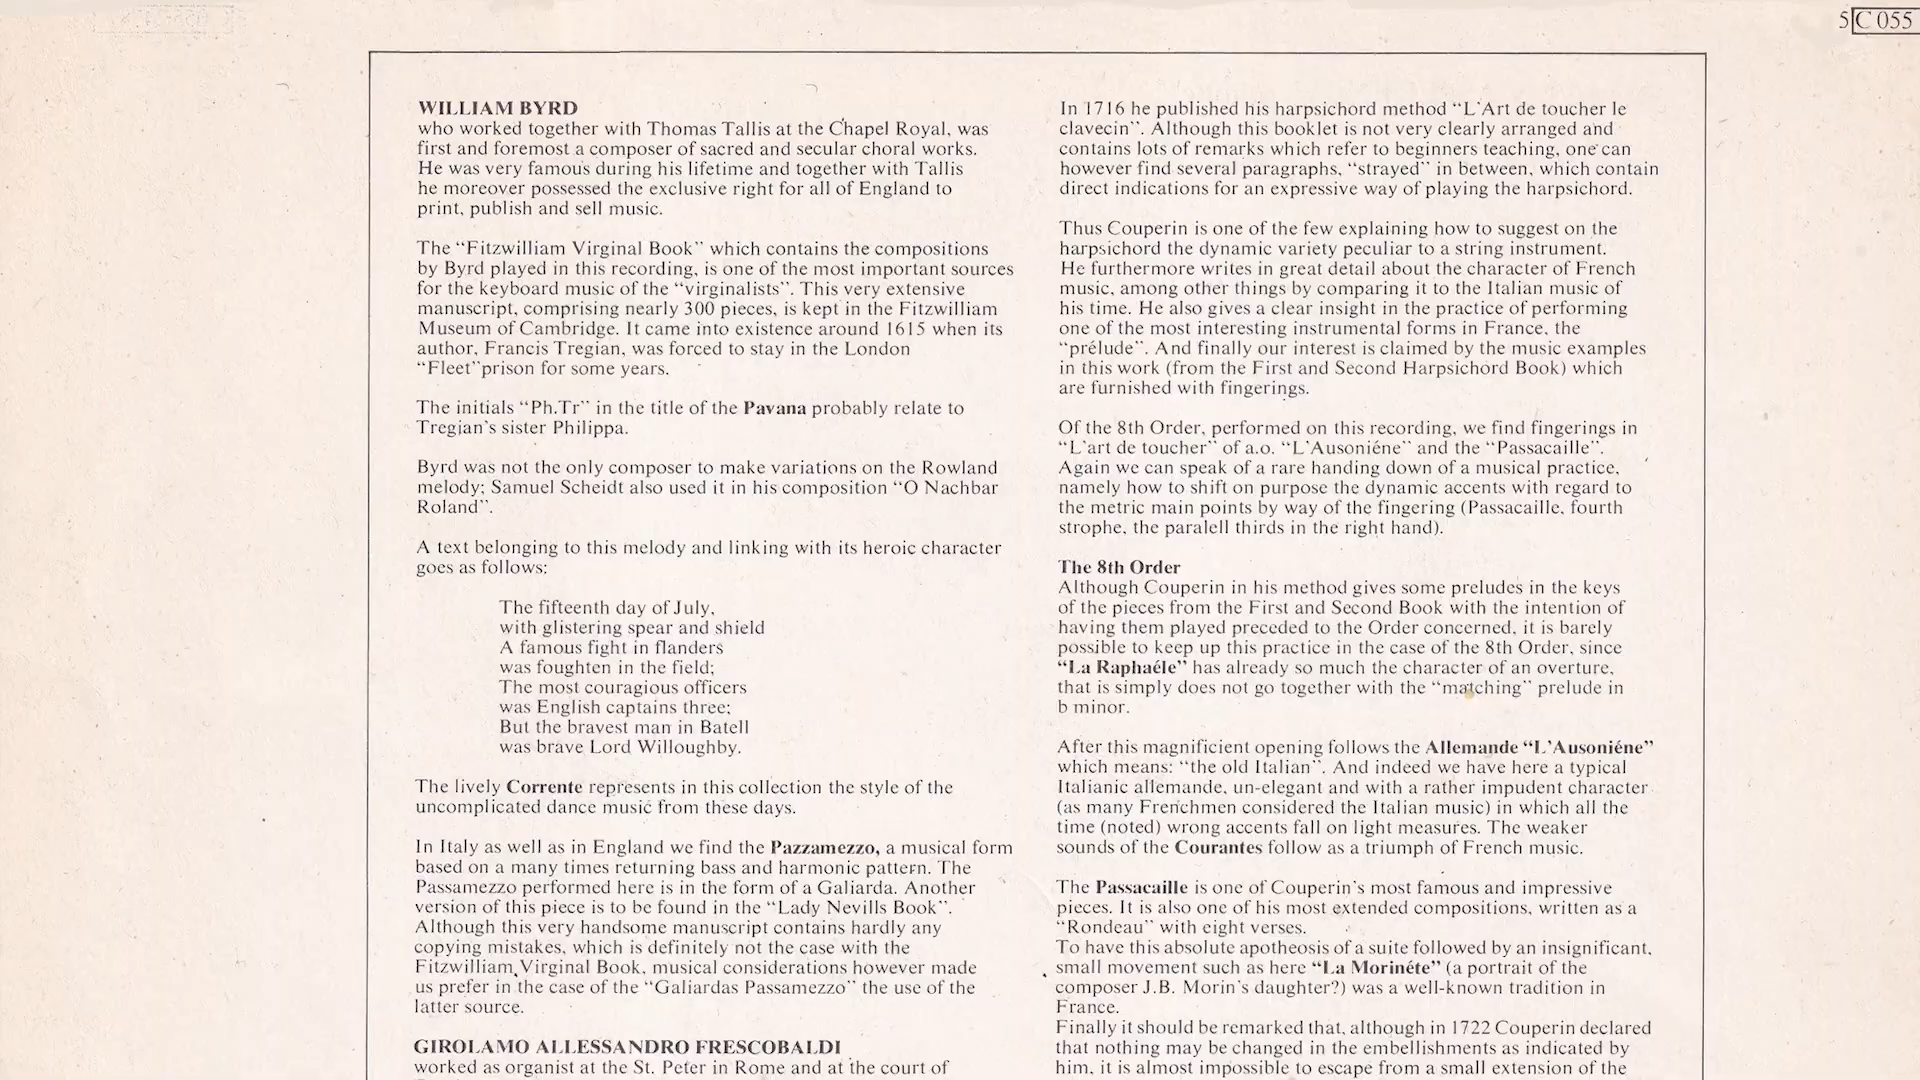 5 C 055
WILLIAM BYRD
who worked together with Thomas Tallis at the Chapel Royal, was
first and foremost a composer of sacred and secular choral works.
He was very famous during his lifetime and together with Tallis
he moreover possessed the exclusive right for all of England to
print, publish and sell music.
The “Fitzwilliam Virginal Book” which contains the compositions
by Byrd played in this recording, is one of the most important sources
for the keyboard music of the “virginalists”. This very extensive
manuscript, comprising nearly 300 pieces, is kept in the Fitzwilliam
Museum of Cambridge. It came into existence around 1615 when its
author, Francis Tregian, was forced to stay in the London
“Fleet”prison for some years.
The initials “Ph.Tr” in the title of the Pavana probably relate to
Tregian's sister Philippa.
Byrd was not the only composer to make variations on the Rowland
melody; Samuel Scheidt also used it in his composition “O Nachbar
Roland”.
A text belonging to this melody and linking with its heroic character
goes as follows:
The fifteenth day of July,
with glistering spear and shield
A famous fight in flanders
was foughten in the field;
The most couragious officers
was English captains three;
But the bravest man in Batell
was brave Lord Willoughby.
The lively Corrente represents in this collection the style of the
uncomplicated dance music from these days.
In Italy as well as in England we find the Pazzamezzo, a musical form
based on a many times returning bass and harmonic pattern. The
Passamezzo performed here is in the form of a Galiarda. Another
version of this piece is to be found in the “Lady Nevills Book”.
Although this very handsome manuscript contains hardly any
copying mistakes, which is definitely not the case with the
Fitzwilliam Virginal Book, musical considerations however made
us prefer in the case of the “Galiardas Passamezzo” the use of the
latter source.
GIROLAMO ALLESSANDRO FRESCOBALDI
worked as organist at the St. Peter in Rome and at the court of
In 1716 he published his harpsichord method “L'Art de toucher le
clavecin”. Although this booklet is not very clearly arranged and
contains lots of remarks which refer to beginners teaching, one can
however find several paragraphs, “strayed” in between, which contain
direct indications for an expressive way of playing the harpsichord.
Thus Couperin is one of the few explaining how to suggest on the
harpsichord the dynamic variety peculiar to a string instrument.
He furthermore writes in great detail about the character of French
music, among other things by comparing it to the Italian music of
his time. He also gives a clear insight in the practice of performing
one of the most interesting instrumental forms in France, the
“prélude”. And finally our interest is claimed by the music examples
in this work (from the First and Second Harpsichord Book) which
are furnished with fingerings.
Of the 8th Order, performed on this recording, we find fingerings in
“L'art de toucher” of a.o. “L'Ausoniéne” and the “Passacaille”.
Again we can speak of a rare handing down of a musical practice,
namely how to shift on purpose the dynamic accents with regard to
the metric main points by way of the fingering (Passacaille, fourth
strophe, the paralell thirds in the right hand).
The 8th Order
Although Couperin in his method gives some preludes in the keys
of the pieces from the First and Second Book with the intention of
having them played preceded to the Order concerned, it is barely
possible to keep up this practice in the case of the 8th Order, since
“La Raphaéle” has already so much the character of an overture,
that is simply does not go together with the “matching” prelude in
b minor.
After this magnificient opening follows the Allemande “L'Ausoniéne”
which means: “the old Italian”. And indeed we have here a typical
Italianic allemande, un-elegant and with a rather impudent character
(as many Frenchmen considered the Italian music) in which all the
time (noted) wrong accents fall on light measures. The weaker
sounds of the Courantes follow as a triumph of French music.
The Passacaille is one of Couperin's most famous and impressive
pieces. It is also one of his most extended compositions, written as a
“Rondeau” with eight verses.
To have this absolute apotheosis of a suite followed by an insignificant,
small movement such as here “La Morinéte” (a portrait of the
composer J.B. Morin's daughter?) was a well-known tradition in
France.
Finally it should be remarked that, although in 1722 Couperin declared
that nothing may be changed in the embellishments as indicated by
him, it is almost impossible to escape from a small extension of the